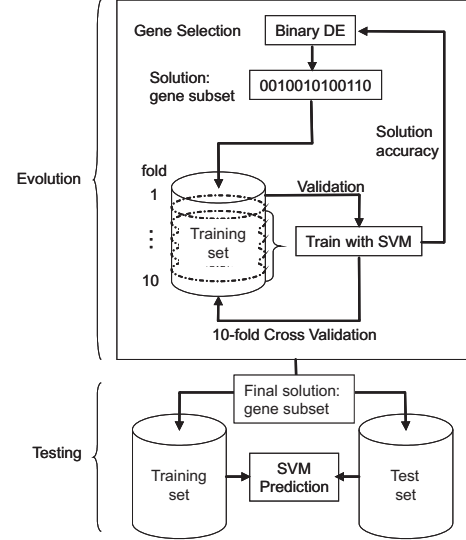 Gene Selection
Binary DE
Solution:
gene subset
0010010100110
Solution
accuracy
Evolution
fold
1
Validation
Training
set
Train with SVM
⋮
10
10-fold Cross Validation
Final solution:
gene subset
Testing
Training
set
SVM
Prediction
Test
set